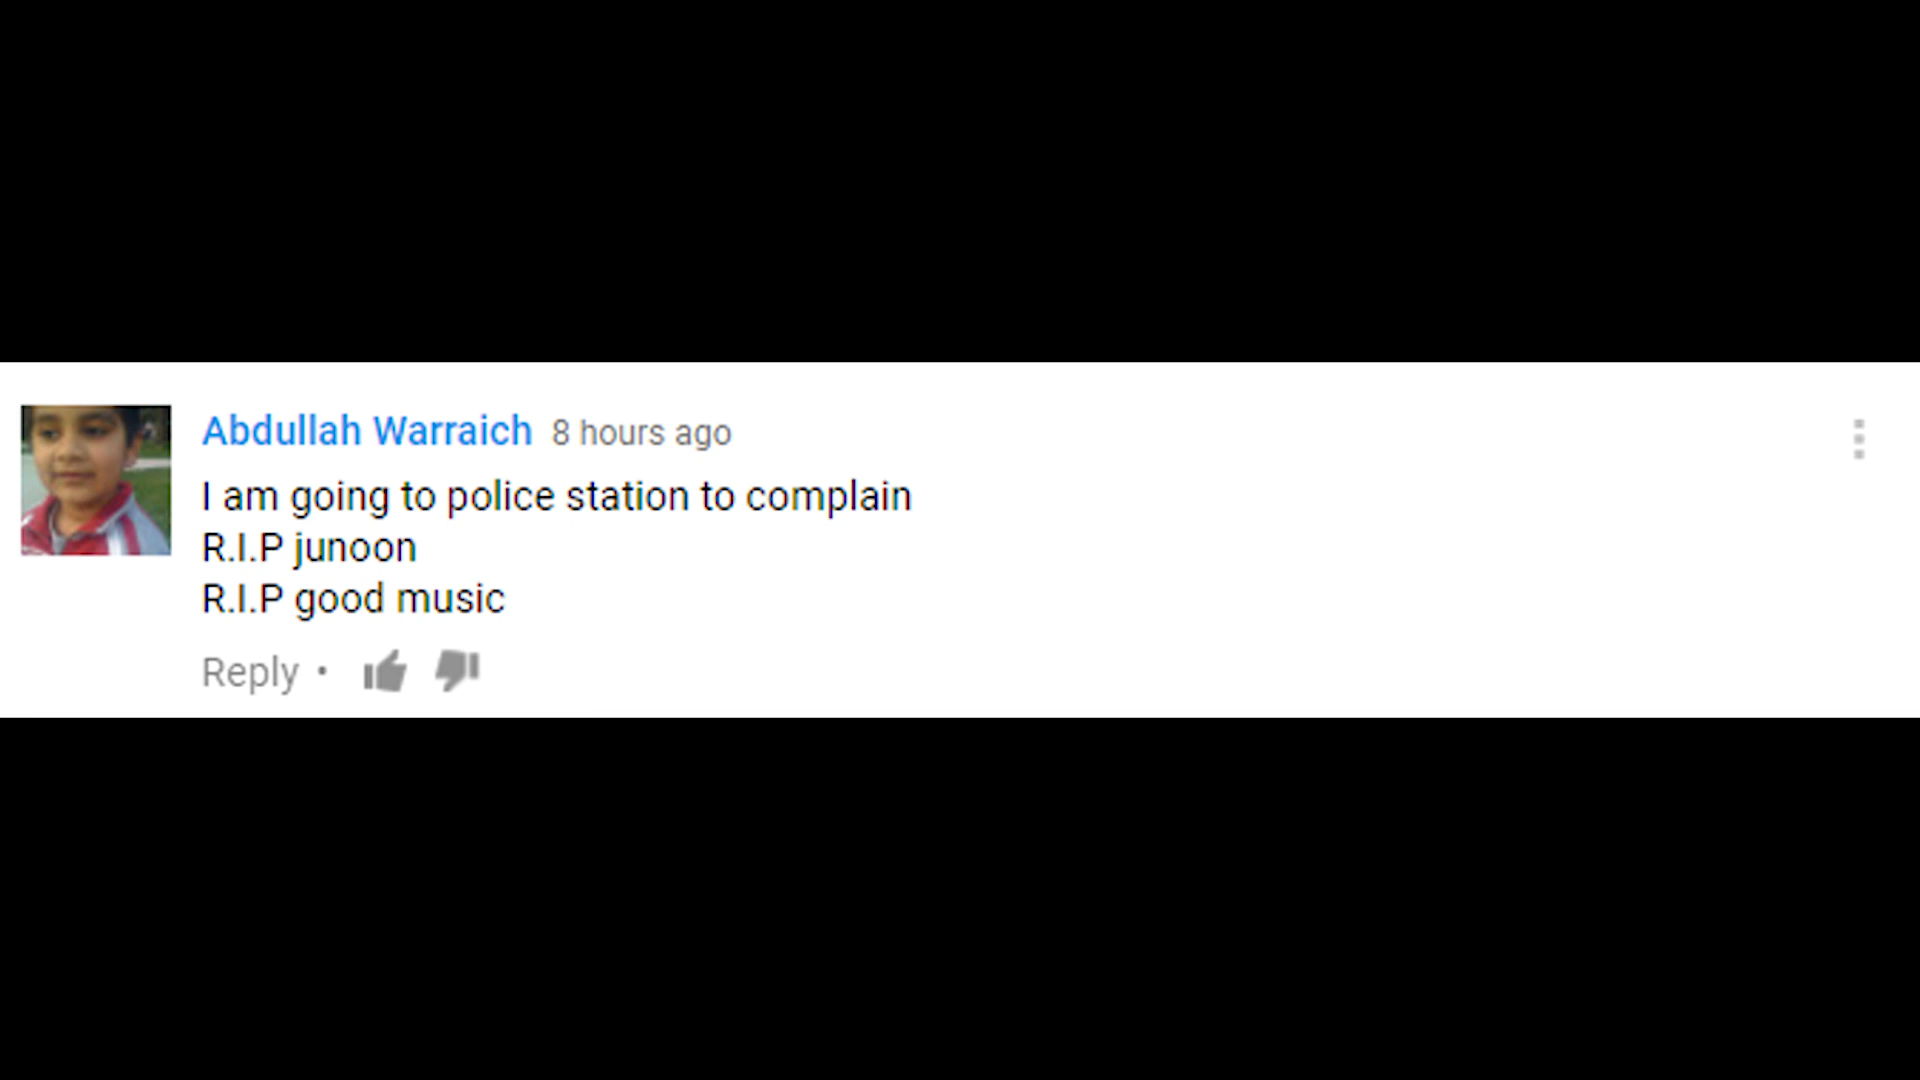 Abdullah Warraich 8 hours ago
I am going to police station to complain
R.I.P junoon
R.I.P good music
Reply •